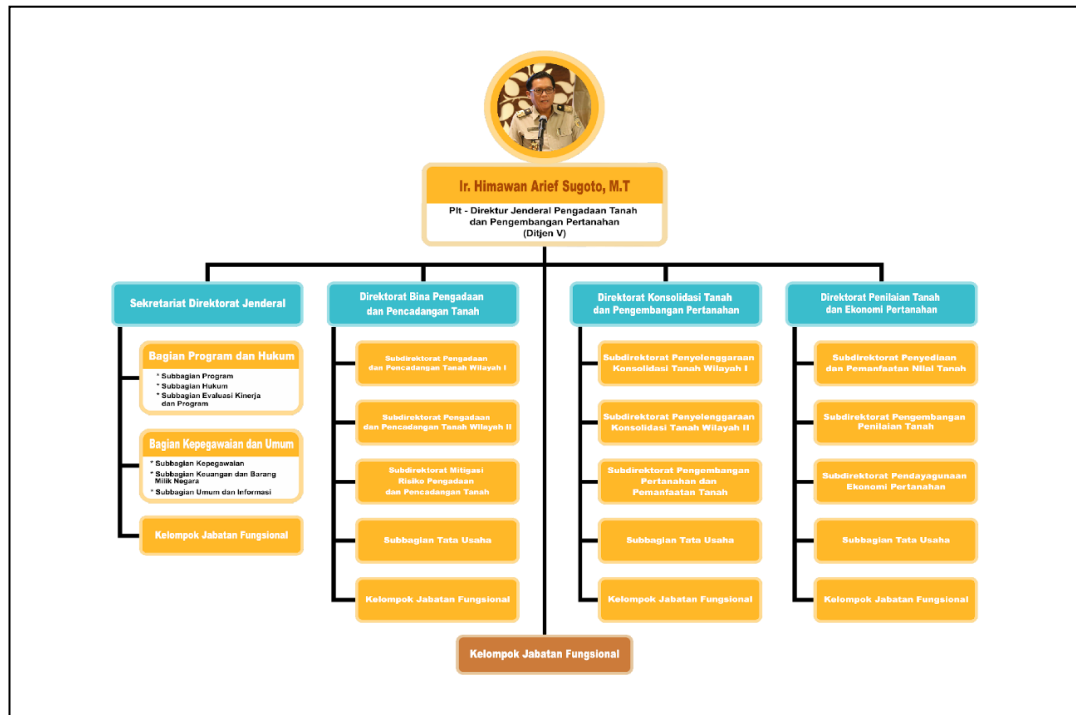 Ir. Himawan Arief Sugoto, M.T
Plt - Direktur Jenderal Pengadaan Tanah
dan Pengembangan Pertanahan
(Ditjen V)
Sekretariat Direktorat Jenderal
Bagian Program dan Hukum
* Subbagian Program
* Subbagian Hukum
* Subbagian Evaluasi Kinerja
dan Program
Bagian Kepegawaian dan Umum
* Subbagian Kepegawaian
* Subbagian Keuangan dan Barang
Milik Negara
* Subbagian Umum dan Informasi
Kelempok Jabatan Fungsional
Direktorat Bina Pengadaan
dan Pencadangan Tanah
Subdirektorat Pengadaan
dan Pencadangan Tanah Wilayah I
Subdirektorat Pengadaan
dan Pencadangan Tanah Wilayah II
Subdirektorat Mitigasi
Risiko Pengadaan
dan Pencadangan Tanah
Subbagian Tata Usaha
Kelempok Jabatan Fungsional
Direktorat Konsolidasi Tanah
dan Pengembangan Pertanahan
Subdirektorat Penyelenggaraan
Konsolidasi Tanah Wilayah I
Subdirektorat Penyelenggaraan
Konsolidasi Tanah Wilayah II
Subdirektorat Pengembangan
Pertanahan dan
Pemanfaatan Tanah
Subbagian Tata Usaha
Kelompok Jabatan Fungsional
Direktorat Penilaian Tanah
dan Ekonomi Pertanahan
Subdirektorat Penyediaan
dan Pemanfaatan Nilai Tanah
Subdirektorat Pengembangan
Penilaian Tanah
Subdirektorat Pendayagunaan
Ekonomi Pertanahan
Subbagian Tata Usaha
Kelompok Jabatan Fungsional
Kelompok Jabatan Fungsional